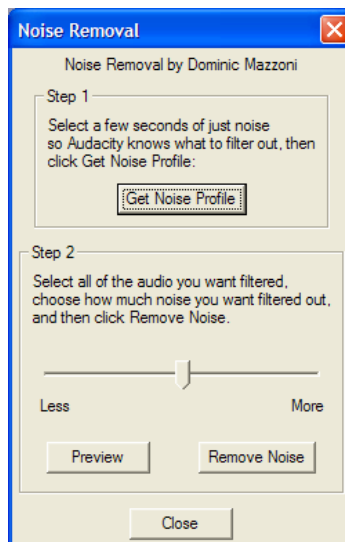 Noise Removal
Noise Removal by Dominic Mazzoni
Step 1
Select a few seconds of just noise
so Audacity knows what to filter out, then
click Get Noise Profile:
Get Noise Profile
Step 2
Select all of the audio you want filtered,
choose how much noise you want filtered out,
and then click Remove Noise.
Less More
Preview Remove Noise
Close